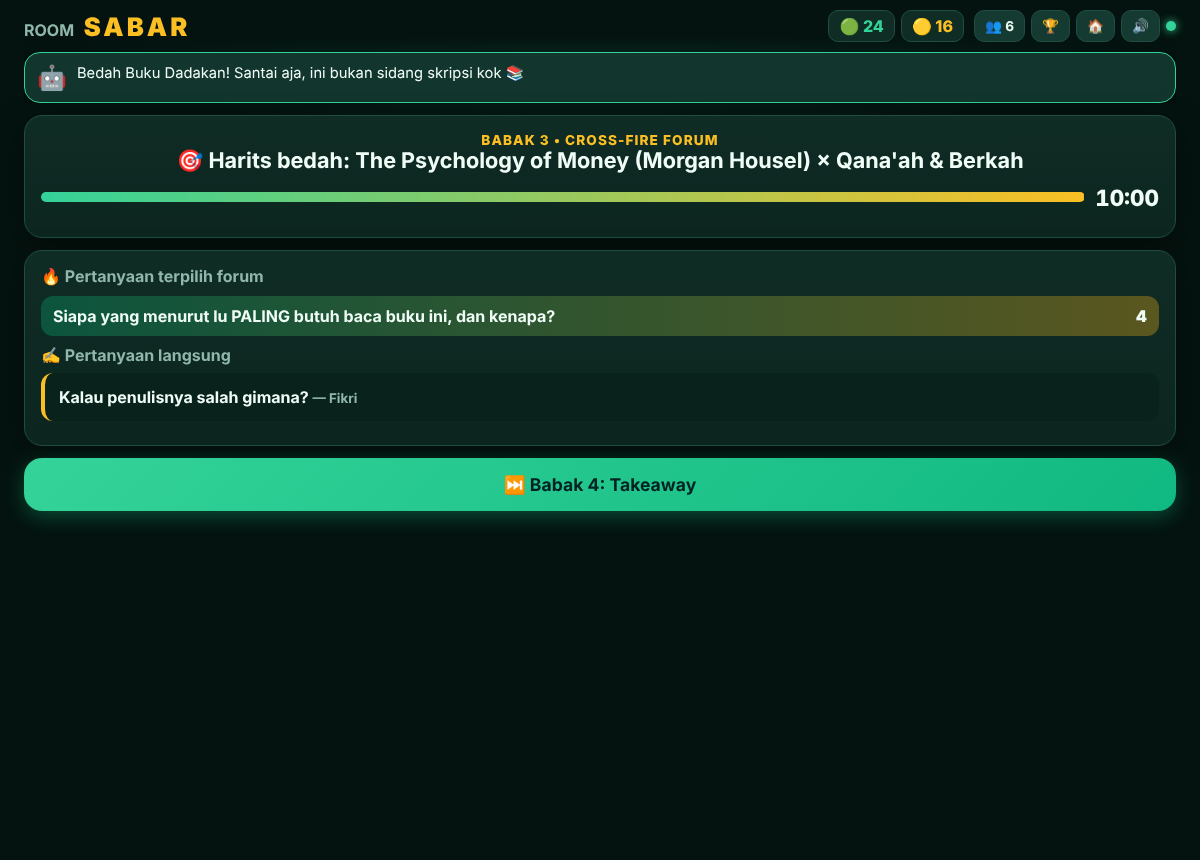 ROOM SABAR
24 16 6
Bedah Buku Dadakan! Santai aja, ini bukan sidang skripsi kok
BABAK 3 • CROSS-FIRE FORUM
Harits bedah: The Psychology of Money (Morgan Housel) × Qana'ah & Berkah
10:00
Pertanyaan terpilih forum
Siapa yang menurut lu PALING butuh baca buku ini, dan kenapa? 4
Pertanyaan langsung
Kalau penulisnya salah gimana? — Fikri
Babak 4: Takeaway